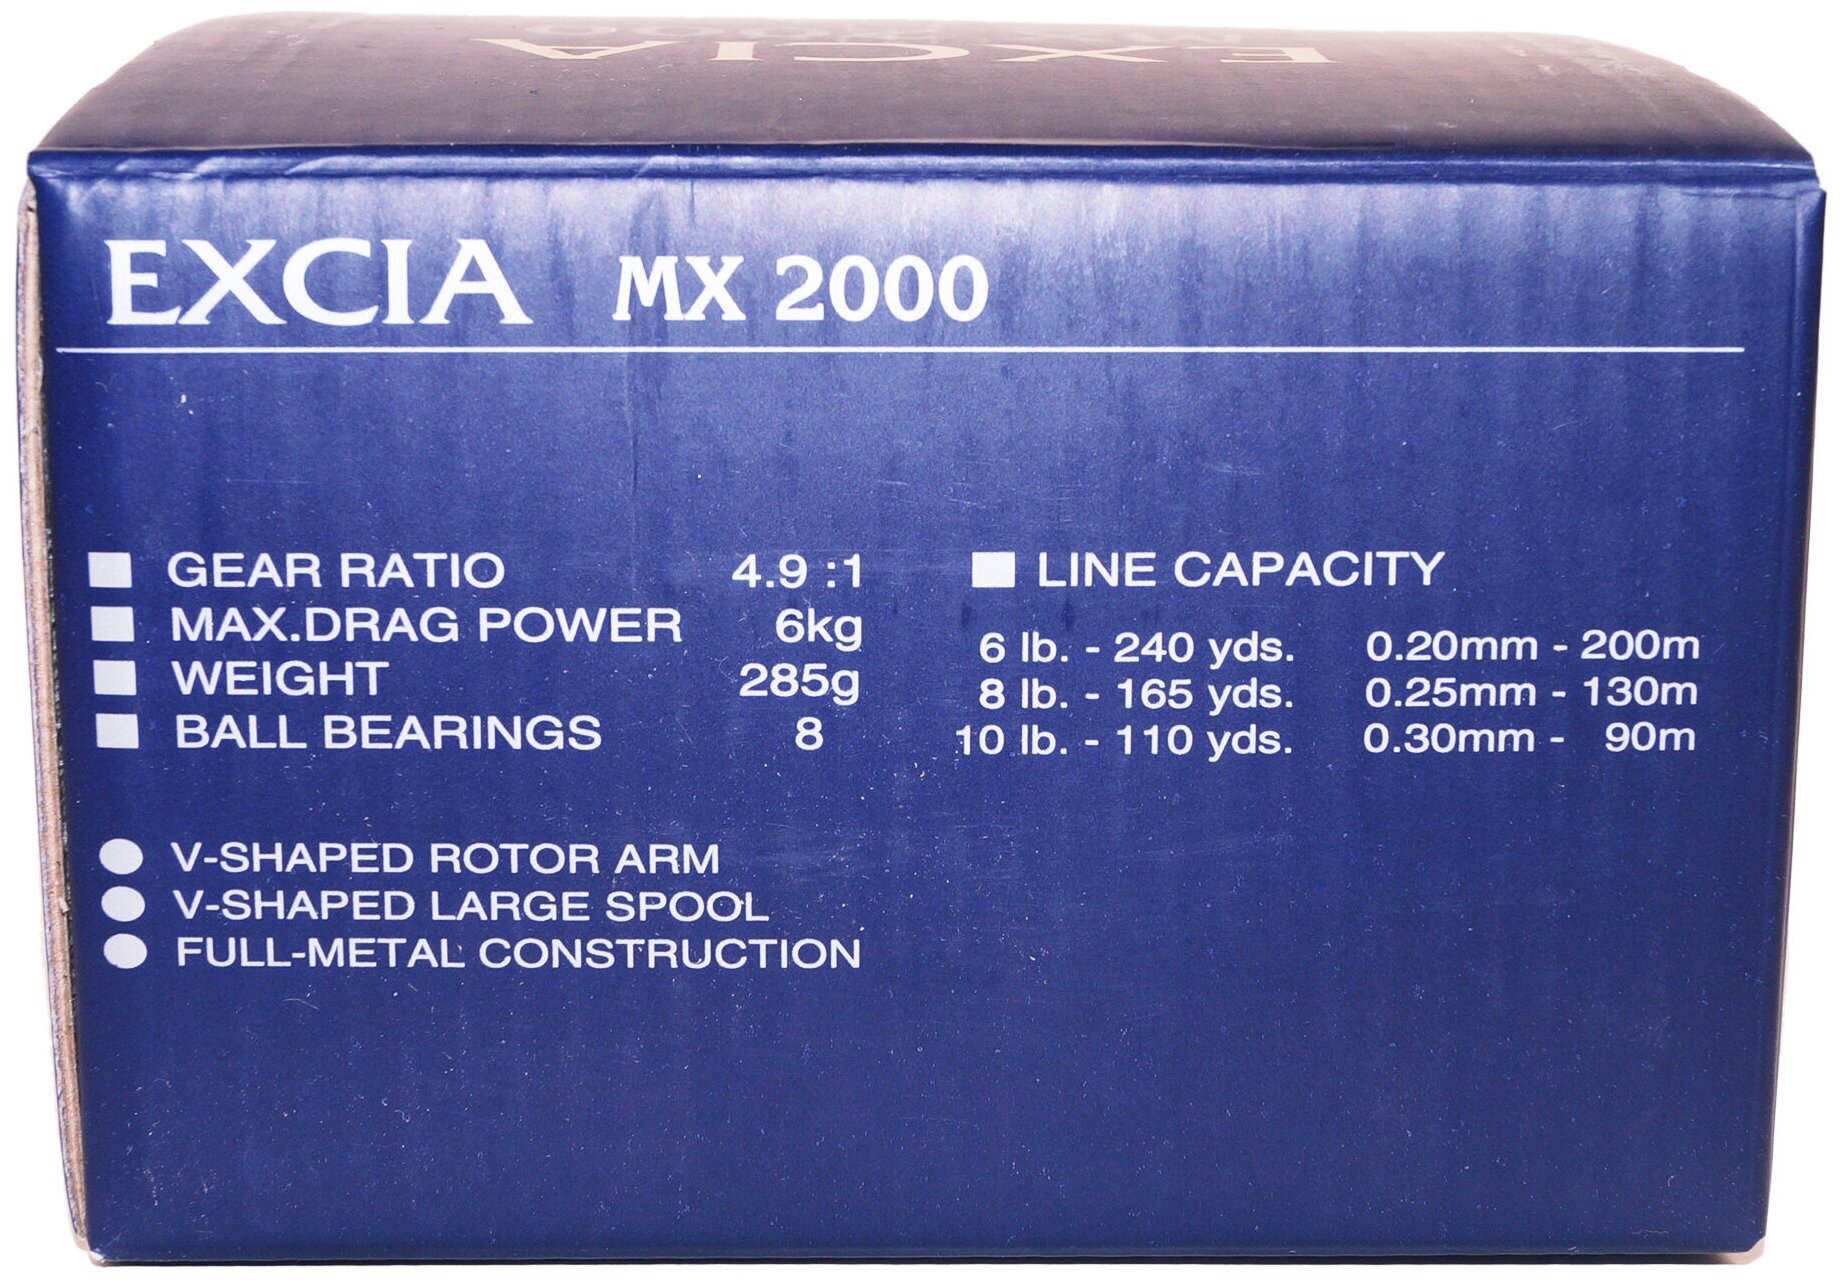 EXCIA
EXCIA MX 2000
GEAR RATIO 4.9 :1
MAX.DRAG POWER 6kg
WEIGHT 285g
BALL BEARINGS 8
LINE CAPACITY
6 lb. - 240 yds. 0.20mm - 200m
8 lb. - 165 yds. 0.25mm - 130m
10 lb. - 110 yds. 0.30mm - 90m
V-SHAPED ROTOR ARM
V-SHAPED LARGE SPOOL
FULL-METAL CONSTRUCTION